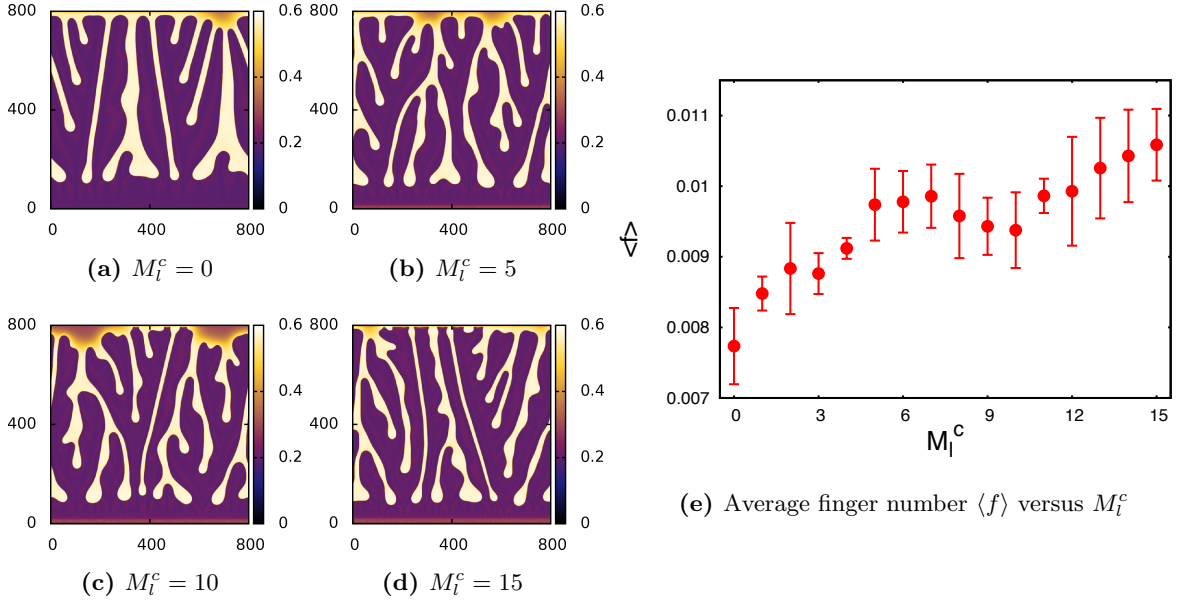 800
400
0
0 400 800
0.6
0.4
0.2
0
(a) M_l^c = 0
800
400
0
0 400 800
0.6
0.4
0.2
0
(b) M_l^c = 5
800
400
0
0 400 800
0.6
0.4
0.2
0
(c) M_l^c = 10
800
400
0
0 400 800
0.6
0.4
0.2
0
(d) M_l^c = 15
0.011
0.01
0.009
0.008
0.007
<f>
0 3 6 9 12 15
M_l^c
(e) Average finger number ⟨f⟩ versus M_l^c